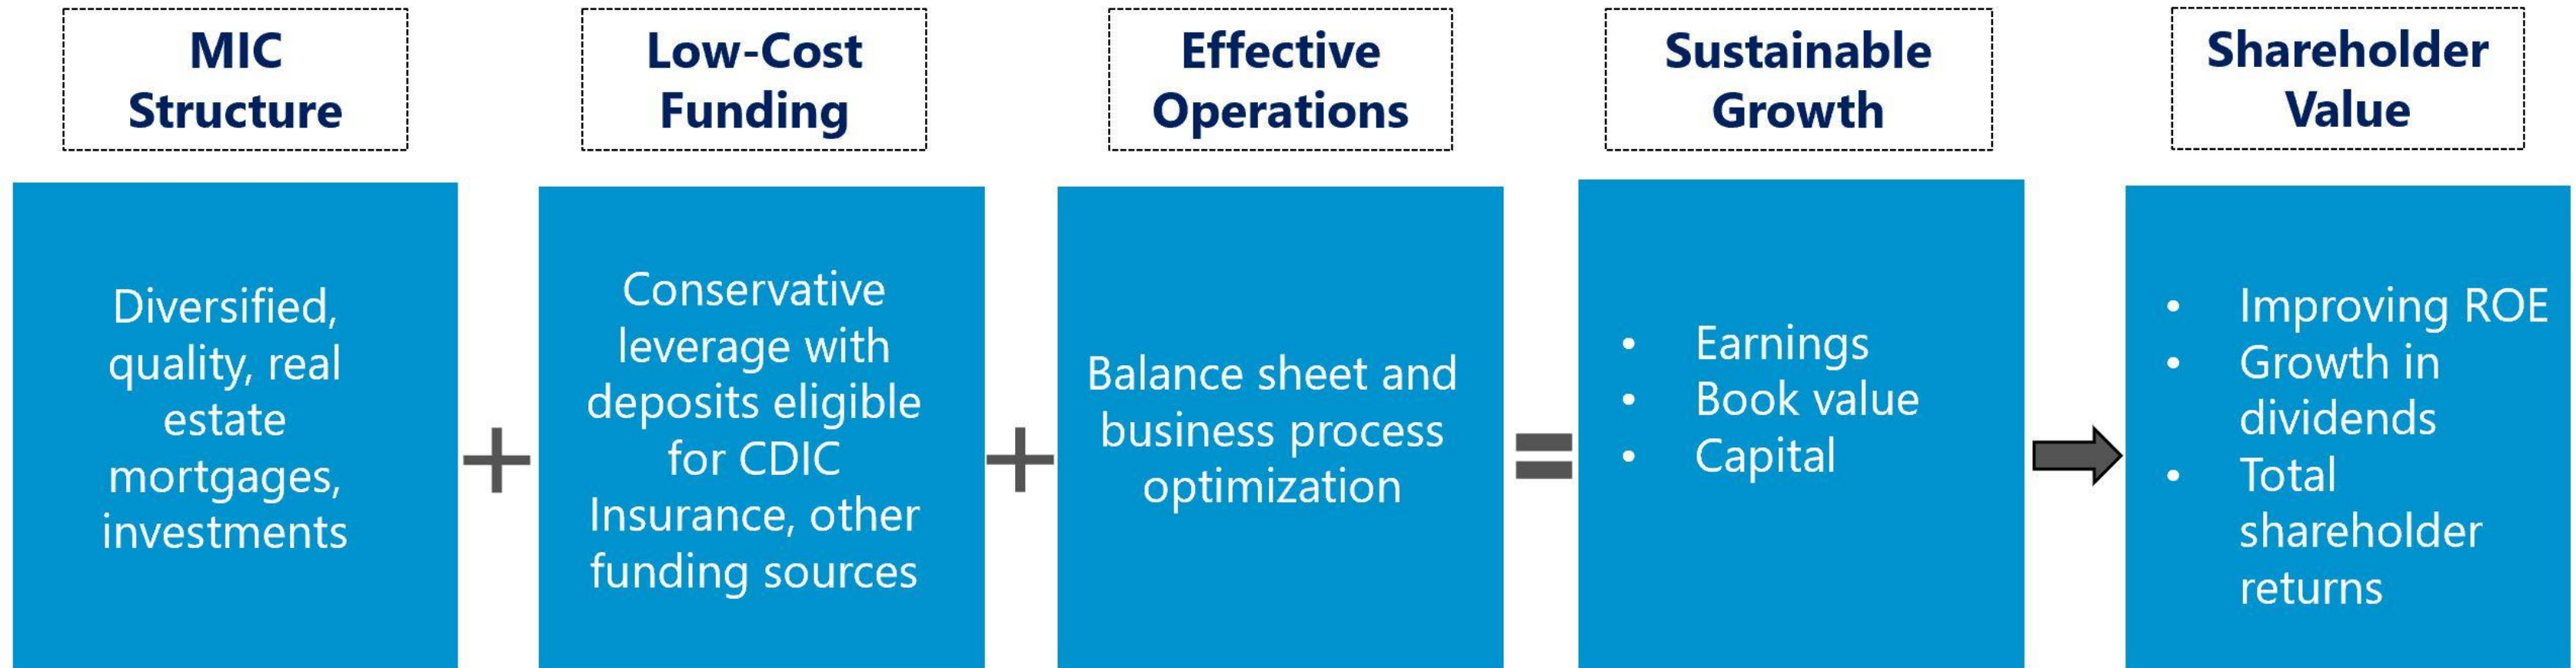 MIC
Structure
Low-Cost
Funding
Effective
Operations
Sustainable
Growth
Shareholder
Value
Diversified,
quality, real
estate
mortgages,
investments
+
Conservative
leverage with
deposits eligible
for CDIC
Insurance, other
funding sources
+
Balance sheet and
business process
optimization
=
• Earnings
• Book value
• Capital
• Improving ROE
• Growth in
dividends
• Total
shareholder
returns